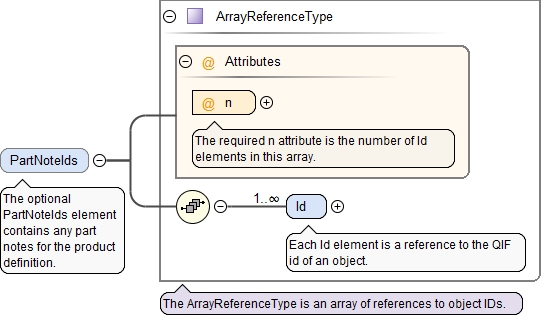 ArrayReferenceType
@ Attributes
@ n
The required n attribute is the number of Id
elements in this array.
PartNoteIds
The optional
PartNoteIds element
contains any part
notes for the product
definition.
1..∞
Id
Each Id element is a reference to the QIF
id of an object.
The ArrayReferenceType is an array of references to object IDs.